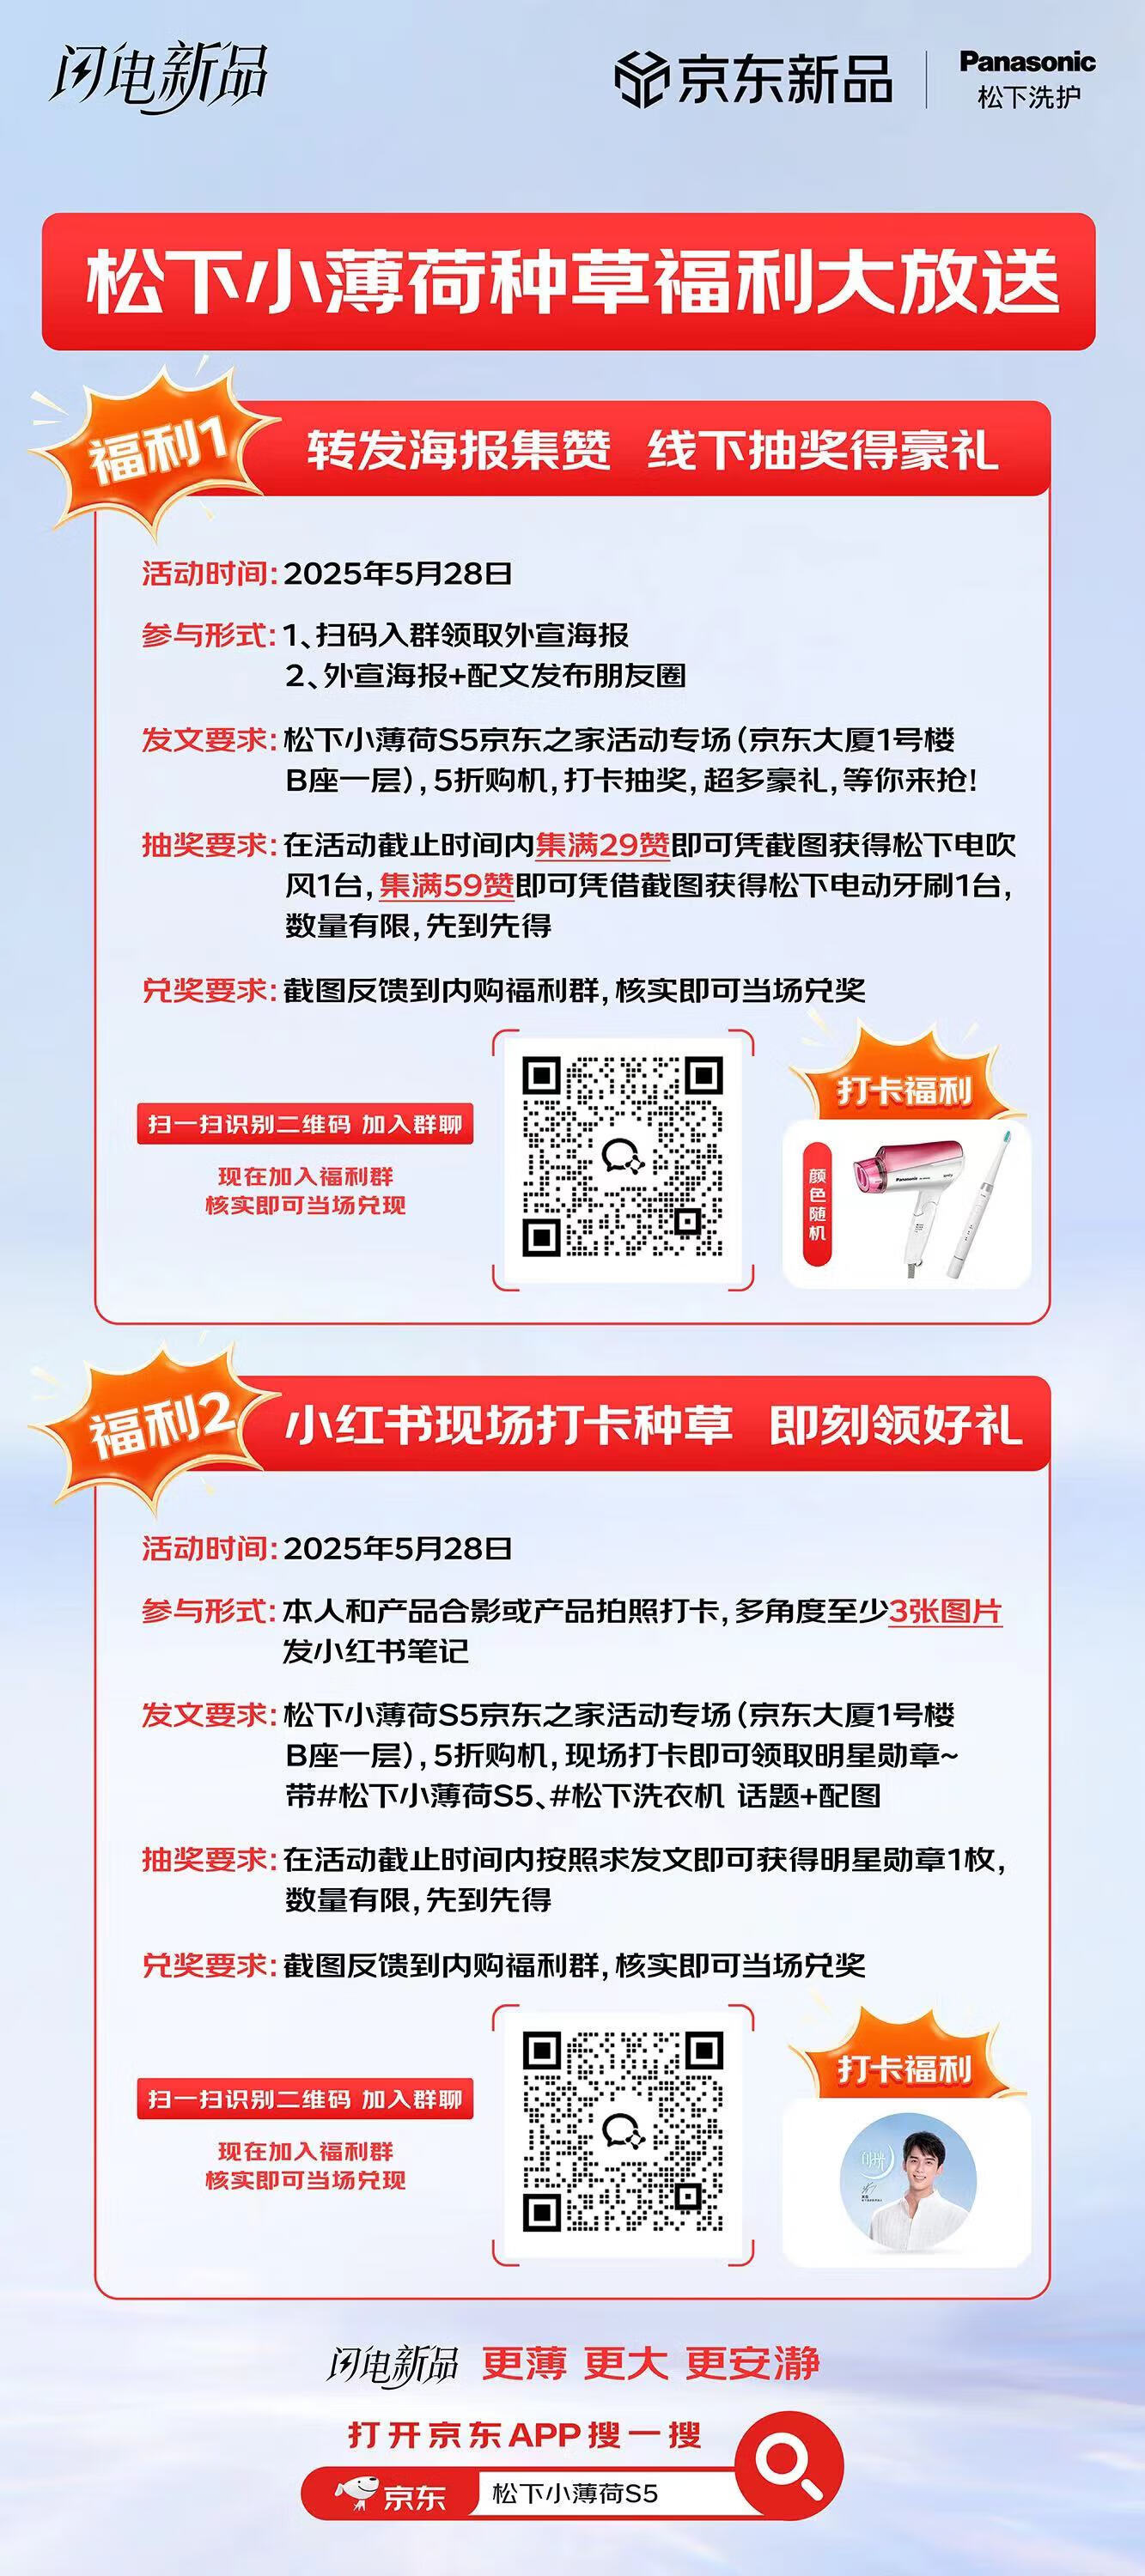 闪电新品
京东新品
Panasonic
松下洗护
松下小薄荷种草福利大放送
福利1
转发海报集赞 线下抽奖得豪礼
活动时间:2025年5月28日
参与形式:1、扫码入群领取外宣海报
2、外宣海报+配文发布朋友圈
发文要求:松下小薄荷S5京东之家活动专场(京东大厦1号楼
B座一层),5折购机,打卡抽奖,超多豪礼,等你来抢!
抽奖要求:在活动截止时间内集满29赞即可凭截图获得松下电吹
风1台,集满59赞即可凭借截图获得松下电动牙刷1台,
数量有限,先到先得
兑奖要求:截图反馈到内购福利群,核实即可当场兑奖
扫一扫识别二维码 加入群聊
现在加入福利群
核实即可当场兑现
打卡福利
颜色随机
Panasonic
福利2
小红书现场打卡种草 即刻领好礼
活动时间:2025年5月28日
参与形式:本人和产品合影或产品拍照打卡,多角度至少3张图片
发小红书笔记
发文要求:松下小薄荷S5京东之家活动专场(京东大厦1号楼
B座一层),5折购机,现场打卡即可领取明星勋章~
带#松下小薄荷S5、#松下洗衣机 话题+配图
抽奖要求:在活动截止时间内按照求发文即可获得明星勋章1枚,
数量有限,先到先得
兑奖要求:截图反馈到内购福利群,核实即可当场兑奖
扫一扫识别二维码 加入群聊
现在加入福利群
核实即可当场兑现
打卡福利
闪电新品 更薄 更大 更安瀞
打开京东APP搜一搜
京东
松下小薄荷S5